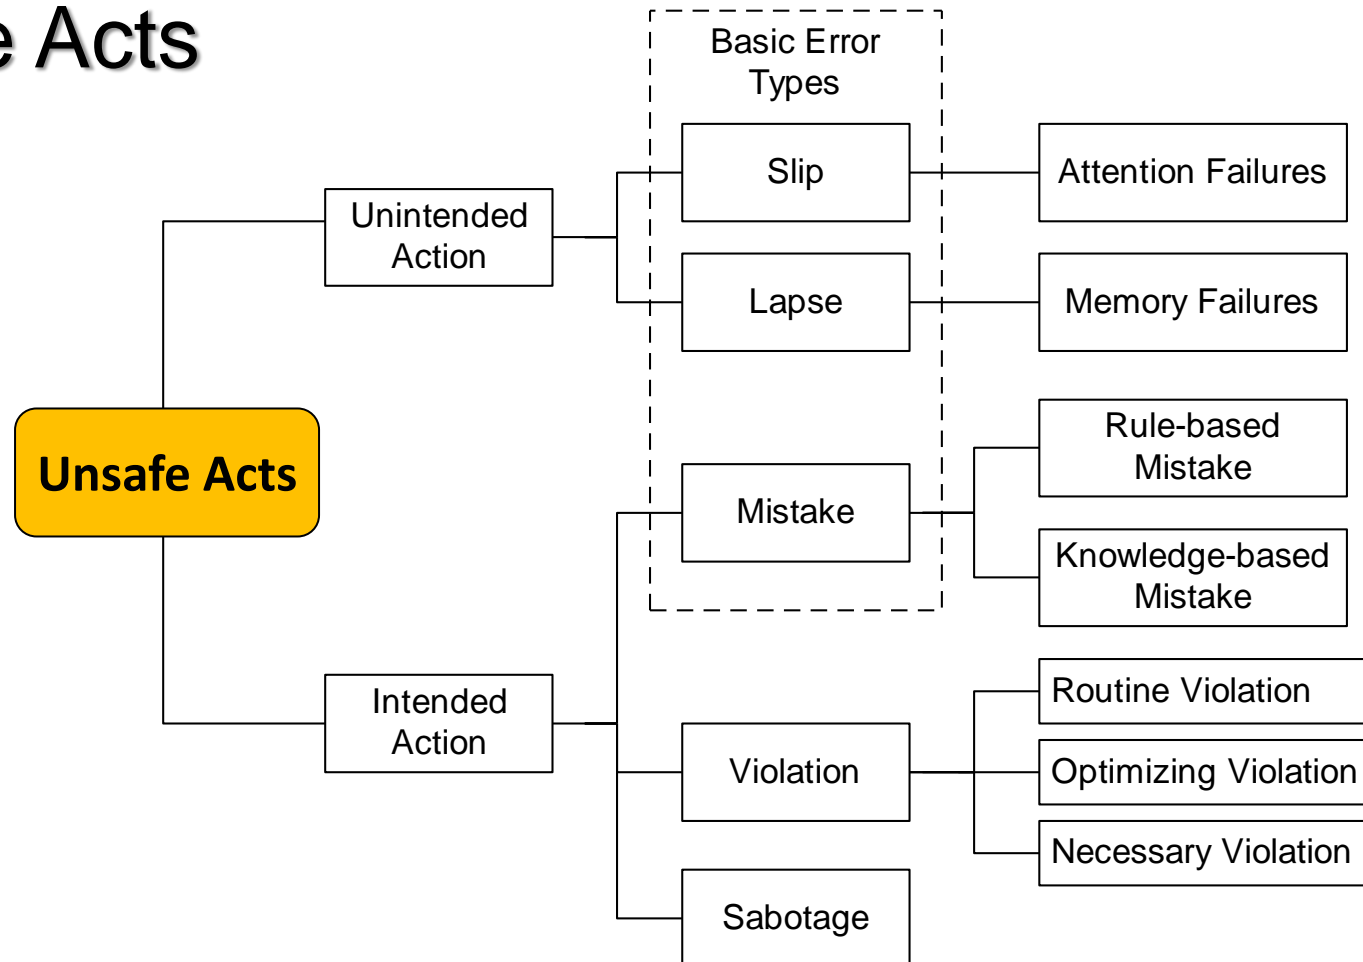 Acts
Basic Error
Types
Slip
Attention Failures
Unintended
Action
Lapse
Memory Failures
Unsafe Acts
Rule-based
Mistake
Mistake
Knowledge-based
Mistake
Intended
Action
Routine Violation
Violation
Optimizing Violation
Necessary Violation
Sabotage